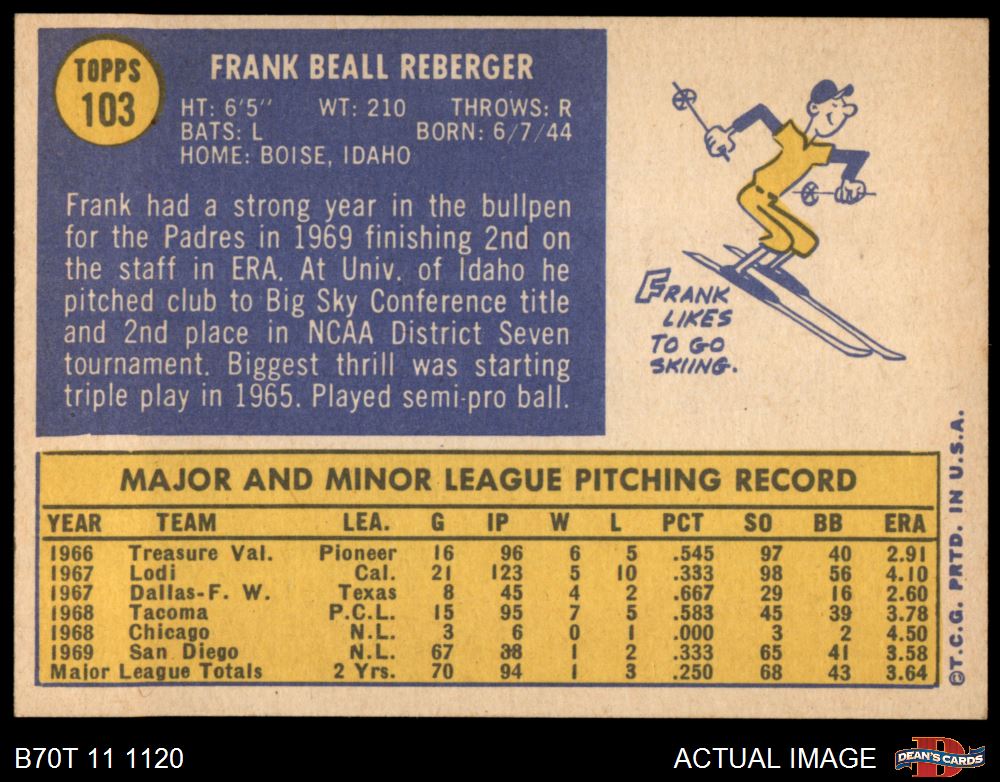 TOPPS
103
FRANK BEALL REBERGER
HT: 6'5" WT: 210 THROWS: R
BATS: L BORN: 6/7/44
HOME: BOISE, IDAHO
Frank had a strong year in the bullpen
for the Padres in 1969 finishing 2nd on
the staff in ERA. At Univ. of Idaho he
pitched club to Big Sky Conference title
and 2nd place in NCAA District Seven
tournament. Biggest thrill was starting
triple play in 1965. Played semi-pro ball.
FRANK
LIKES
TO GO
SKIING.
MAJOR AND MINOR LEAGUE PITCHING RECORD
YEAR TEAM LEA. G IP W L PCT SO BB ERA
1966 Treasure Val. Pioneer 16 96 6 5 .545 97 40 2.91
1967 Lodi Cal. 21 123 5 10 .333 98 56 4.10
1967 Dallas-F. W. Texas 8 45 4 2 .667 29 16 2.60
1968 Tacoma P.C.L. 15 95 7 5 .583 45 39 3.78
1968 Chicago N.L. 3 6 0 1 .000 3 2 4.50
1969 San Diego N.L. 67 38 1 2 .333 65 41 3.58
Major League Totals 2 Yrs. 70 94 1 3 .250 68 43 3.64
©T.C.G. PRTD. IN U.S.A.
B70T 11 1120
ACTUAL IMAGE
D
DEAN'S CARDS